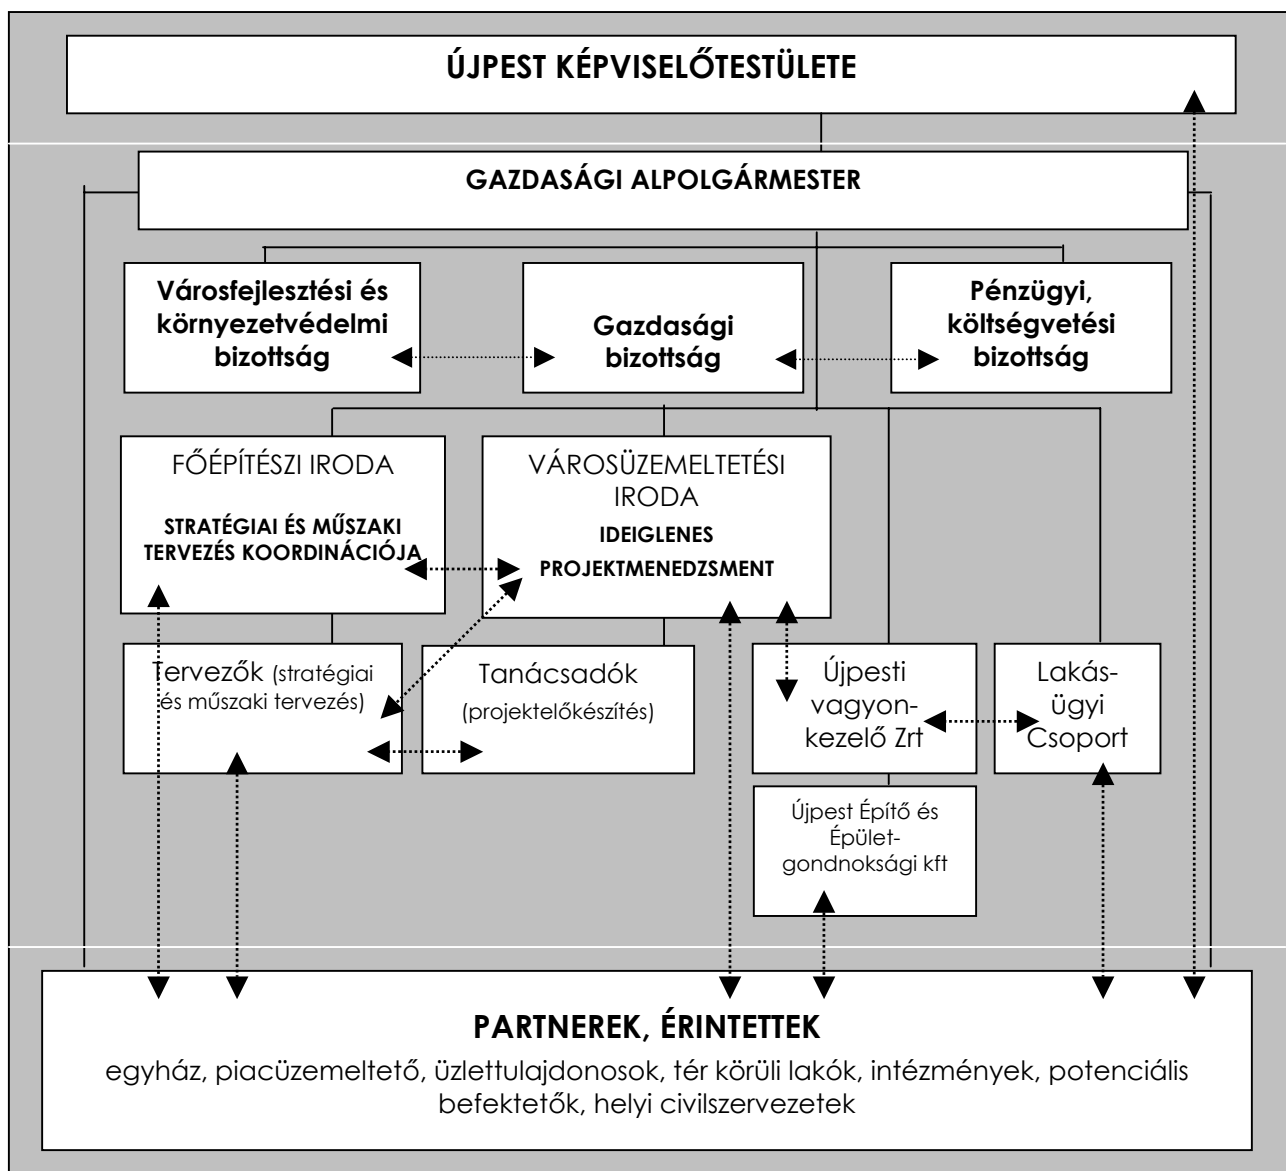 ÚJPEST KÉPVISELŐTESTÜLETE
GAZDASÁGI ALPOLGÁRMESTER
Városfejlesztési és
környezetvédelmi
bizottság
Gazdasági
bizottság
Pénzügyi,
költségvetési
bizottság
FŐÉPÍTÉSZI IRODA
STRATÉGIAI ÉS MŰSZAKI
TERVEZÉS KOORDINÁCIÓJA
VÁROSÜZEMELTETÉSI
IRODA
IDEIGLENES
PROJEKTMENEDZSMENT
Tervezők (stratégiai
és műszaki tervezés)
Tanácsadók
(projektelőkészítés)
Újpesti
vagyon-
kezelő Zrt
Lakás-
ügyi
Csoport
Újpest Építő és
Épület-
gondnoksági kft
PARTNEREK, ÉRINTETTEK
egyház, piacüzemeltető, üzlettulajdonosok, tér körüli lakók, intézmények, potenciális
befektetők, helyi civilszervezetek